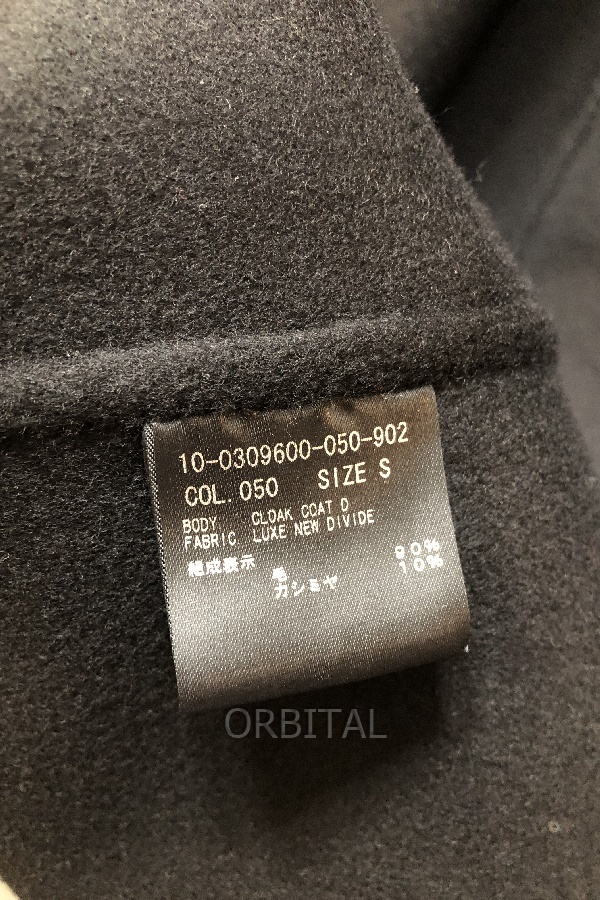 10-0309600-050-902
COL. 050 SIZE S
BODY CLOAK COAT D
FABRIC LUXE NEW DIVIDE
組成表示
毛 90%
カシミヤ 10%
ORBITAL